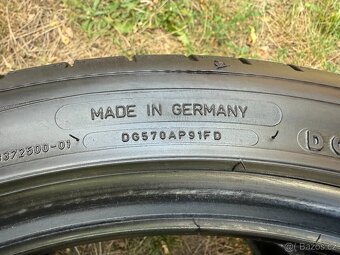 MADE IN GERMANY
DG570AP91FD
372500-01
© Bazos.cz